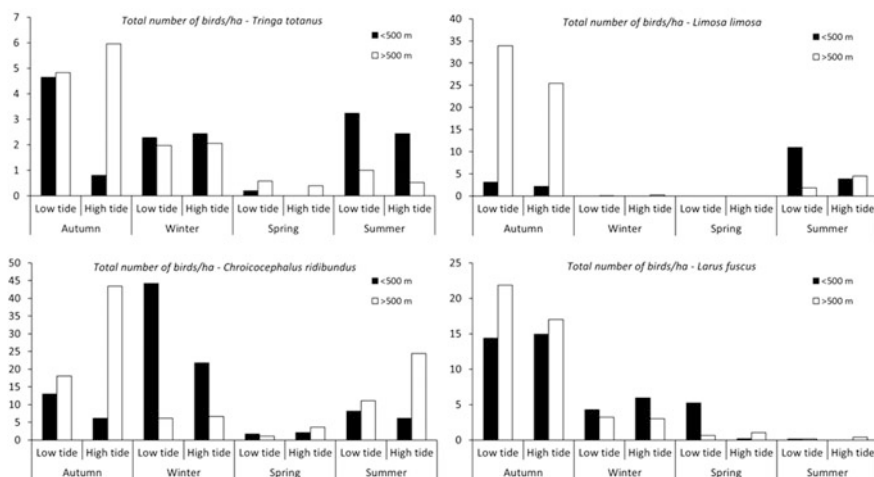 Total number of birds/ha - Tringa totanus
7
6
5
4
3
2
1
0
<500 m
>500 m
Low tide High tide Low tide High tide Low tide High tide Low tide High tide
Autumn Winter Spring Summer
Total number of birds/ha - Limosa limosa
40
35
30
25
20
15
10
5
0
<500 m
>500 m
Low tide High tide Low tide High tide Low tide High tide Low tide High tide
Autumn Winter Spring Summer
Total number of birds/ha - Chroicocephalus ridibundus
50
45
40
35
30
25
20
15
10
5
0
<500 m
>500 m
Low tide High tide Low tide High tide Low tide High tide Low tide High tide
Autumn Winter Spring Summer
Total number of birds/ha - Larus fuscus
25
20
15
10
5
0
<500 m
>500 m
Low tide High tide Low tide High tide Low tide High tide Low tide High tide
Autumn Winter Spring Summer